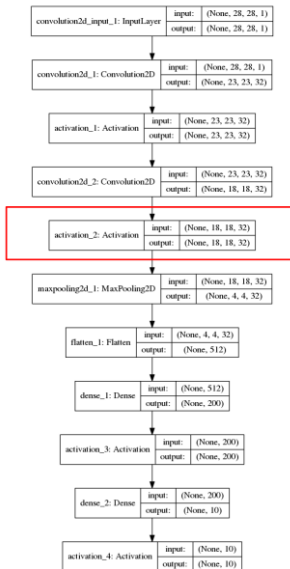 convolution2d_input_1: InputLayer input: (None, 28, 28, 1)
output: (None, 28, 28, 1)
convolution2d_1: Convolution2D input: (None, 28, 28, 1)
output: (None, 23, 23, 32)
activation_1: Activation input: (None, 23, 23, 32)
output: (None, 23, 23, 32)
convolution2d_2: Convolution2D input: (None, 23, 23, 32)
output: (None, 18, 18, 32)
activation_2: Activation input: (None, 18, 18, 32)
output: (None, 18, 18, 32)
maxpooling2d_1: MaxPooling2D input: (None, 18, 18, 32)
output: (None, 4, 4, 32)
flatten_1: Flatten input: (None, 4, 4, 32)
output: (None, 512)
dense_1: Dense input: (None, 512)
output: (None, 200)
activation_3: Activation input: (None, 200)
output: (None, 200)
dense_2: Dense input: (None, 200)
output: (None, 10)
activation_4: Activation input: (None, 10)
output: (None, 10)